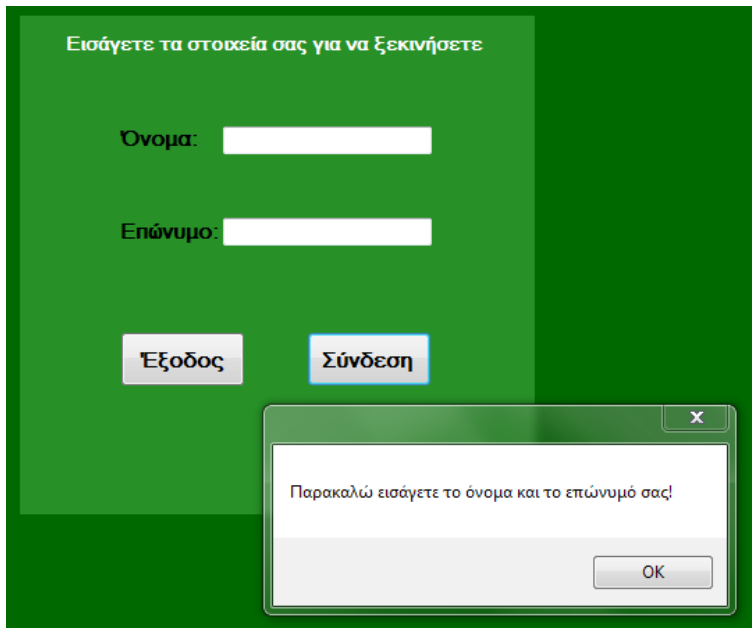 Εισάγετε τα στοιχεία σας για να ξεκινήσετε
Όνομα:
Επώνυμο:
Έξοδος Σύνδεση
x
Παρακαλώ εισάγετε το όνομα και το επώνυμό σας!
OK